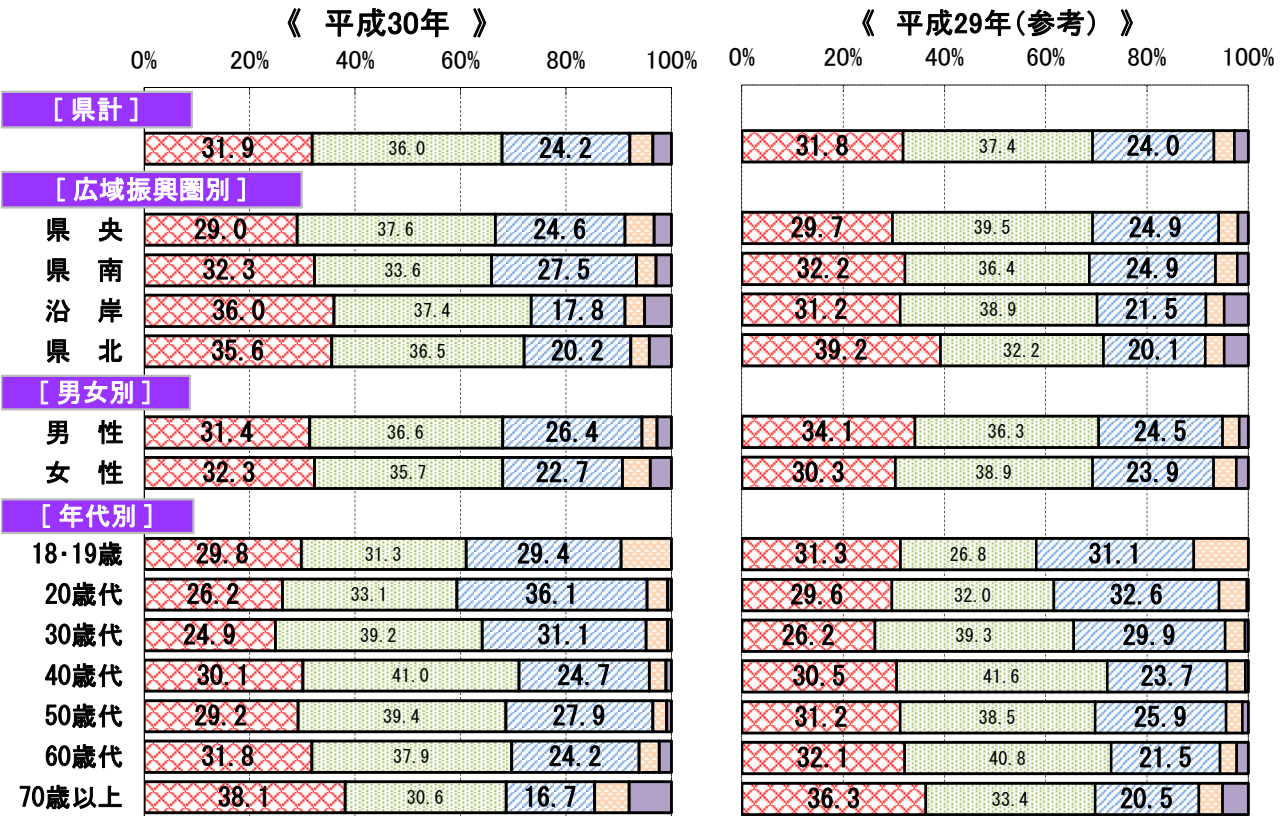 《 平成30年 》 《 平成29年(参考) 》
0% 20% 40% 60% 80% 100% 0% 20% 40% 60% 80% 100%
[ 県計 ]
31.9 36.0 24.2 31.8 37.4 24.0
[ 広域振興圏別 ]
県 央 29.0 37.6 24.6 29.7 39.5 24.9
県 南 32.3 33.6 27.5 32.2 36.4 24.9
沿 岸 36.0 37.4 17.8 31.2 38.9 21.5
県 北 35.6 36.5 20.2 39.2 32.2 20.1
[ 男女別 ]
男 性 31.4 36.6 26.4 34.1 36.3 24.5
女 性 32.3 35.7 22.7 30.3 38.9 23.9
[ 年代別 ]
18・19歳 29.8 31.3 29.4 31.3 26.8 31.1
20歳代 26.2 33.1 36.1 29.6 32.0 32.6
30歳代 24.9 39.2 31.1 26.2 39.3 29.9
40歳代 30.1 41.0 24.7 30.5 41.6 23.7
50歳代 29.2 39.4 27.9 31.2 38.5 25.9
60歳代 31.8 37.9 24.2 32.1 40.8 21.5
70歳以上 38.1 30.6 16.7 36.3 33.4 20.5